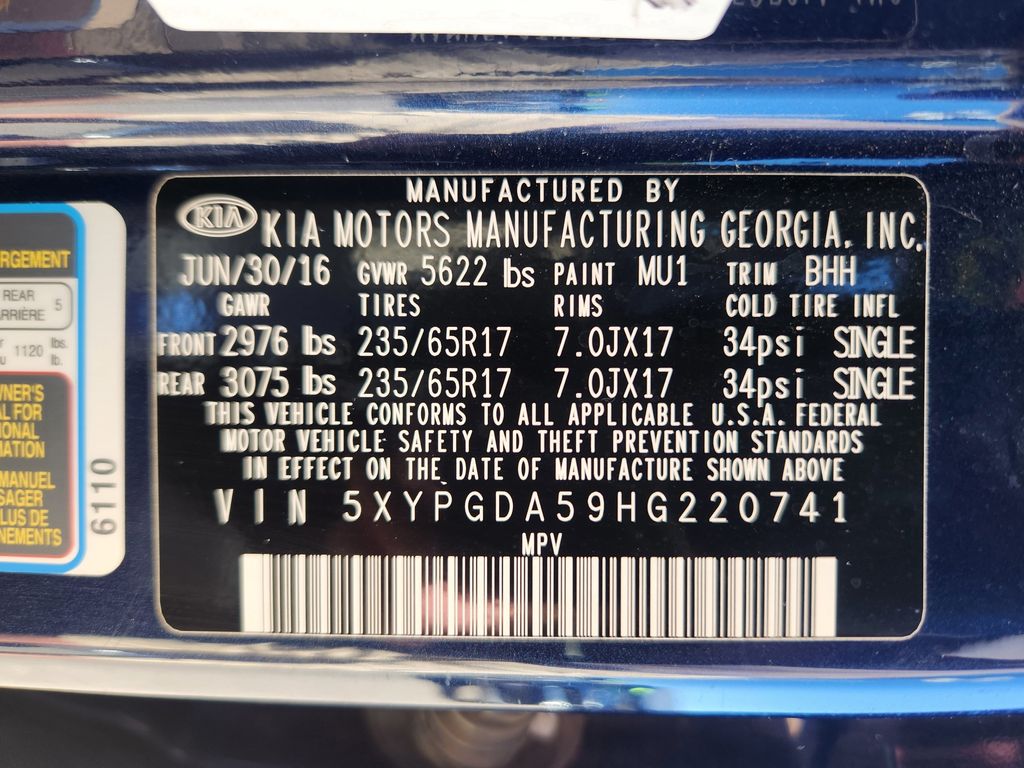 MANUFACTURED BY
KIA KIA MOTORS MANUFACTURING GEORGIA, INC.
JUN/30/16 GVWR 5622 lbs PAINT MU1 TRIM BHH
GAWR TIRES RIMS COLD TIRE INFL
FRONT 2976 lbs 235/65R17 7.0JX17 34psi SINGLE
REAR 3075 lbs 235/65R17 7.0JX17 34psi SINGLE
THIS VEHICLE CONFORMS TO ALL APPLICABLE U.S.A. FEDERAL
MOTOR VEHICLE SAFETY AND THEFT PREVENTION STANDARDS
IN EFFECT ON THE DATE OF MANUFACTURE SHOWN ABOVE
VIN 5XYPGDA59HG220741
MPV
RGEMENT
REAR 5
ARRIÈRE
1120 lbs.
lb.
WNER'S
AL FOR
IONAL
MATION
MANUEL
SAGER
LUS DE
NEMENTS
6110